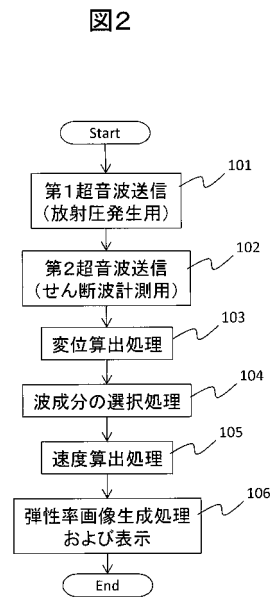 図2
Start
101
第1超音波送信
(放射圧発生用)
102
第2超音波送信
(せん断波計測用)
103
変位算出処理
104
波成分の選択処理
105
速度算出処理
106
弾性率画像生成処理
および表示
End